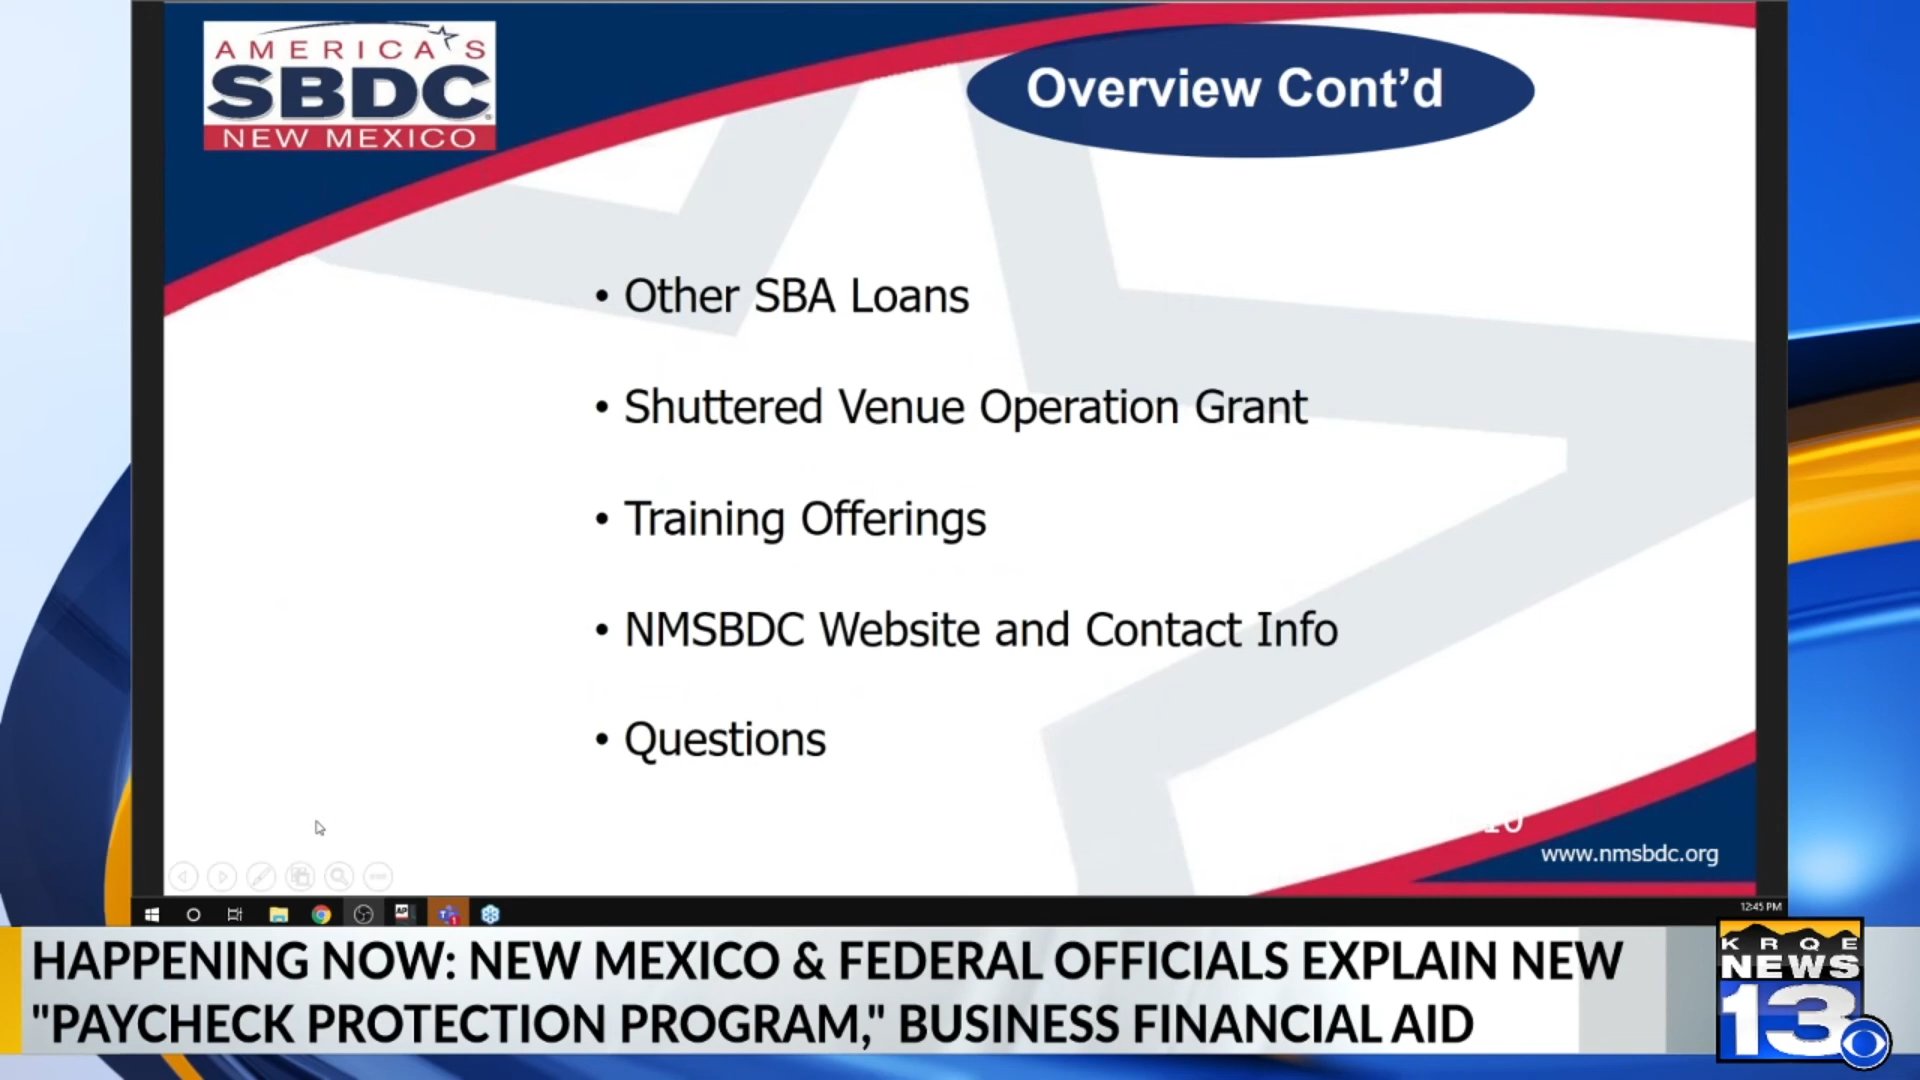 AMERICA'S
SBDC
NEW MEXICO
Overview Cont'd
• Other SBA Loans
• Shuttered Venue Operation Grant
• Training Offerings
• NMSBDC Website and Contact Info
• Questions
10
www.nmsbdc.org
12:45 PM
HAPPENING NOW: NEW MEXICO & FEDERAL OFFICIALS EXPLAIN NEW
"PAYCHECK PROTECTION PROGRAM," BUSINESS FINANCIAL AID
KRQE
NEWS
13